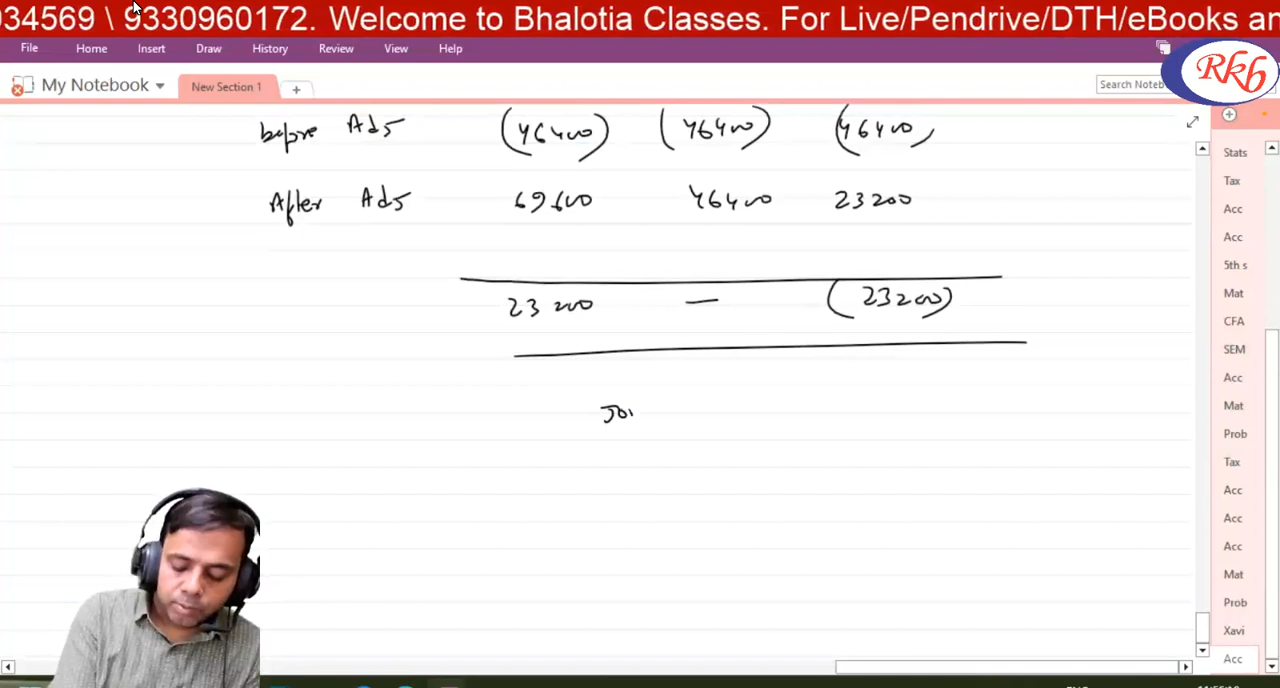 034569 \ 9330960172. Welcome to Bhalotia Classes. For Live/Pendrive/DTH/eBooks an
File Home Insert Draw History Review View Help
Rkb
My Notebook New Section 1 + Search Noteb
before Adj (46400) (46400) (46400)
After Adj 69600 46400 23200
23200 — (23200)
Jou
Stats
Tax
Acc
Acc
5th s
Mat
CFA
SEM
Acc
Mat
Prob
Tax
Acc
Acc
Acc
Mat
Prob
Xavi
Acc